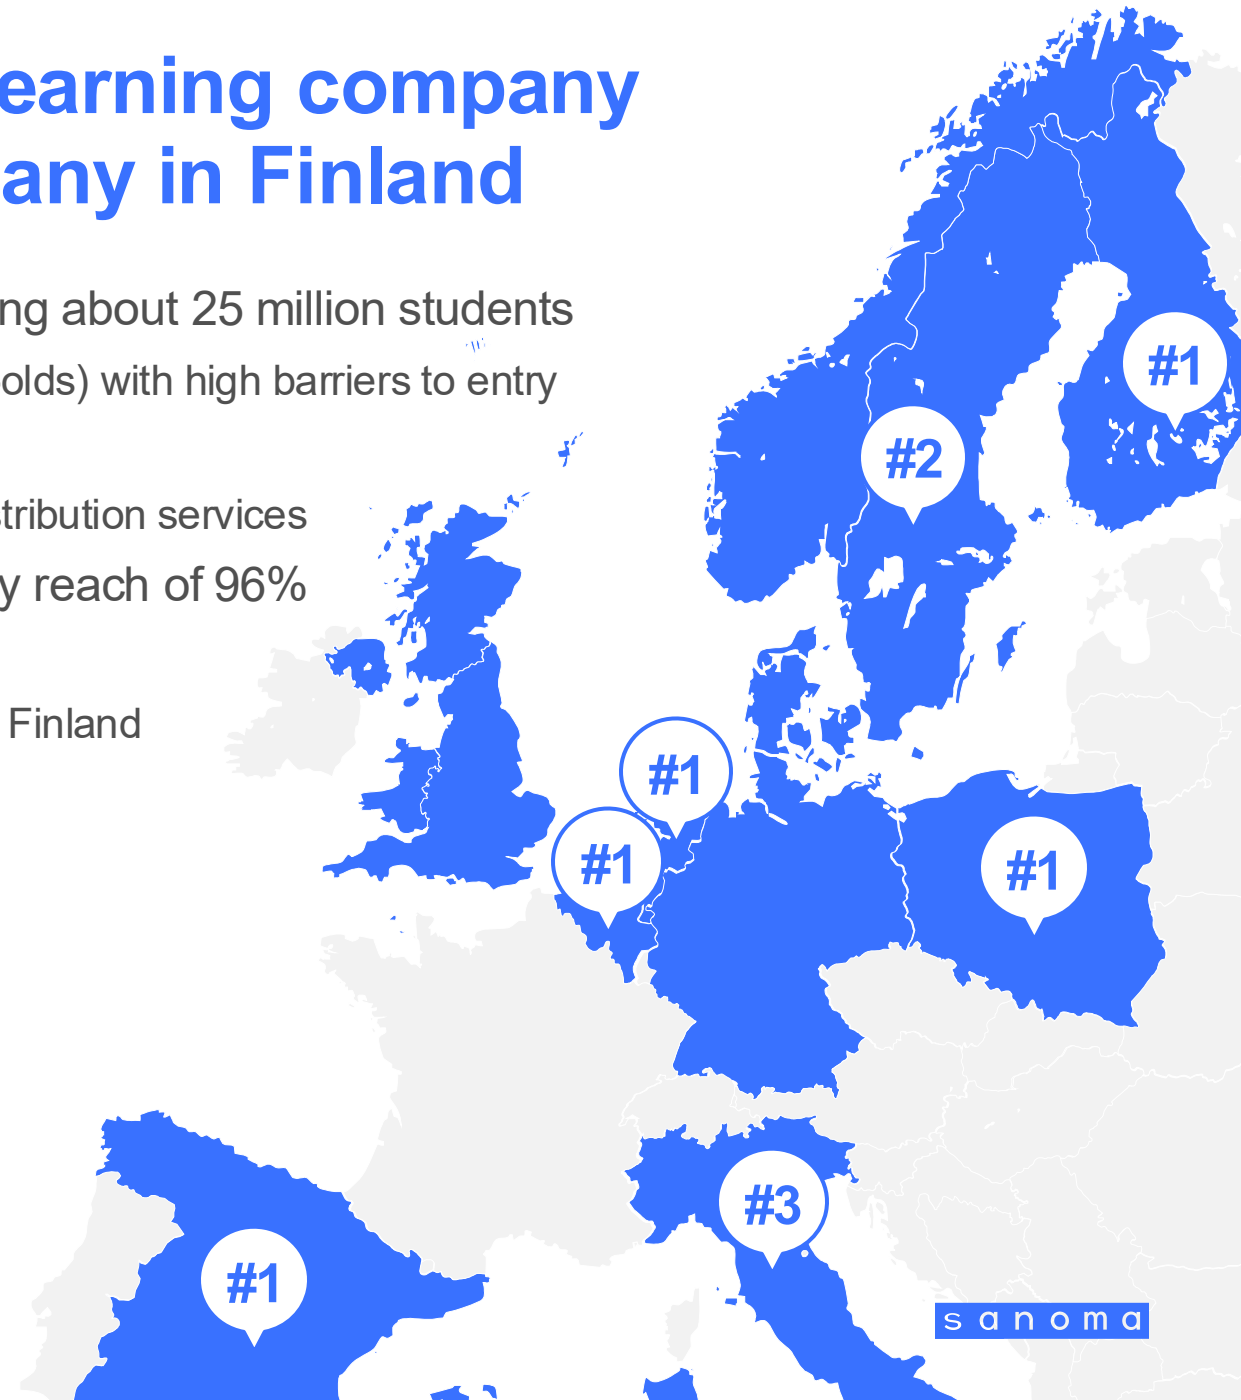 earning company
any in Finland
ng about 25 million students
olds) with high barriers to entry
tribution services
y reach of 96%
Finland
#1
#2
#1
#1
#1
#3
#1
sanoma